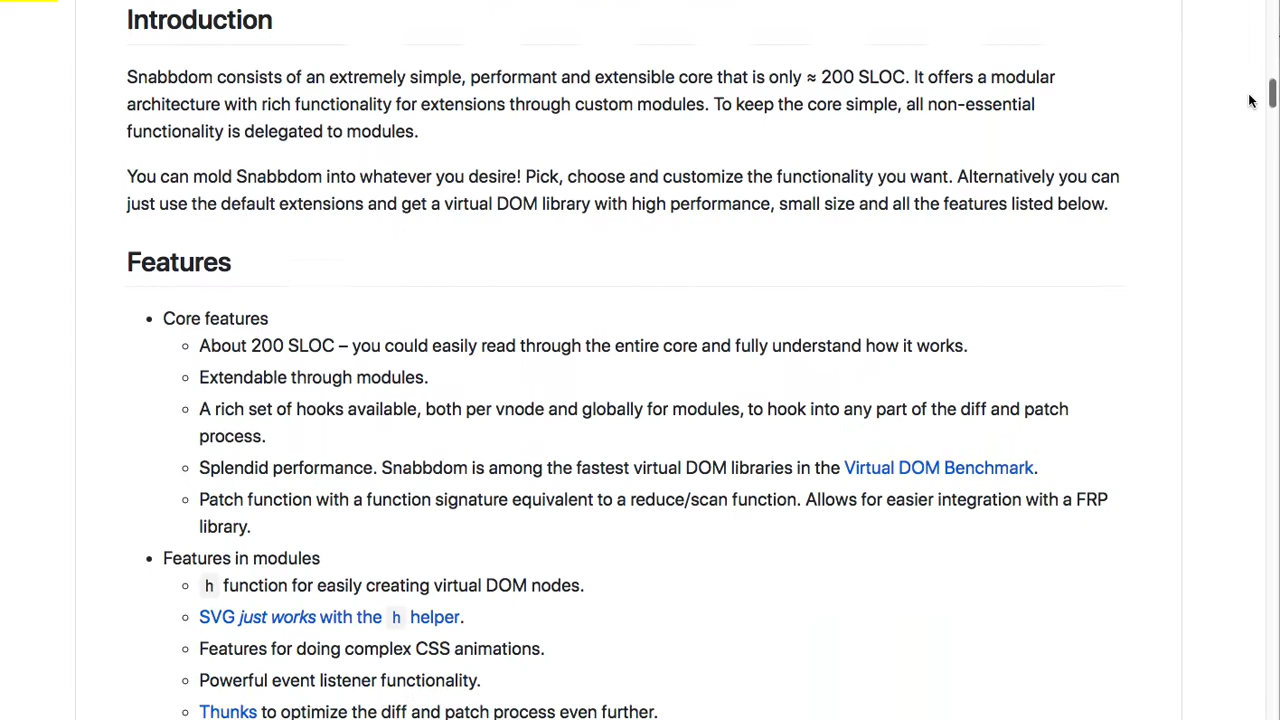 Introduction
Snabbdom consists of an extremely simple, performant and extensible core that is only ≈ 200 SLOC. It offers a modular
architecture with rich functionality for extensions through custom modules. To keep the core simple, all non-essential
functionality is delegated to modules.
You can mold Snabbdom into whatever you desire! Pick, choose and customize the functionality you want. Alternatively you can
just use the default extensions and get a virtual DOM library with high performance, small size and all the features listed below.
Features
• Core features
◦ About 200 SLOC – you could easily read through the entire core and fully understand how it works.
◦ Extendable through modules.
◦ A rich set of hooks available, both per vnode and globally for modules, to hook into any part of the diff and patch
process.
◦ Splendid performance. Snabbdom is among the fastest virtual DOM libraries in the Virtual DOM Benchmark.
◦ Patch function with a function signature equivalent to a reduce/scan function. Allows for easier integration with a FRP
library.
• Features in modules
◦ h function for easily creating virtual DOM nodes.
◦ SVG just works with the h helper.
◦ Features for doing complex CSS animations.
◦ Powerful event listener functionality.
◦ Thunks to optimize the diff and patch process even further.